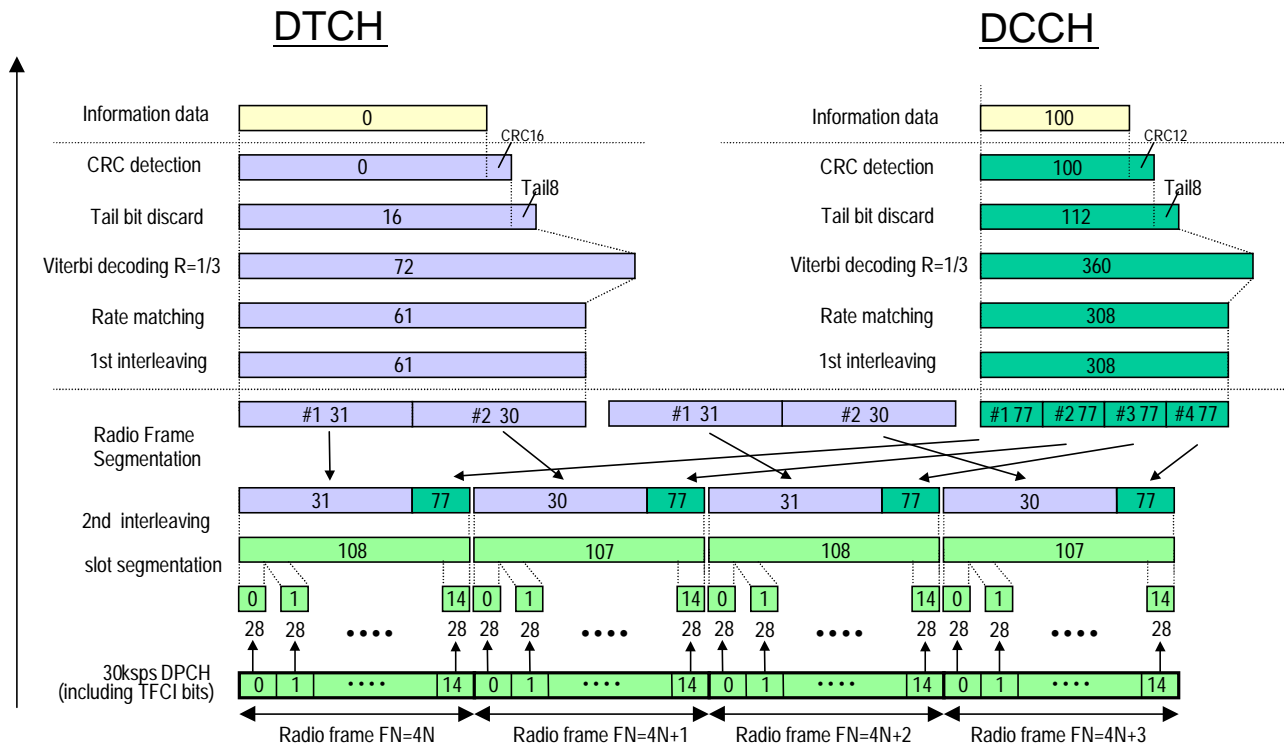 DTCH DCCH
Information data 0 Information data 100
CRC16 CRC12
CRC detection 0 CRC detection 100
Tail8 Tail8
Tail bit discard 16 Tail bit discard 112
Viterbi decoding R=1/3 72 Viterbi decoding R=1/3 360
Rate matching 61 Rate matching 308
1st interleaving 61 1st interleaving 308
#1 31 #2 30 #1 31 #2 30 #1 77 #2 77 #3 77 #4 77
Radio Frame
Segmentation
31 77 30 77 31 77 30 77
2nd interleaving
108 107 108 107
slot segmentation
0 1 14 0 1 14 0 1 14 0 1 14
28 28 •••• 28 28 28 •••• 28 28 28 •••• 28 28 28 •••• 28
30ksps DPCH
(including TFCI bits)
0 1 •••• 14 0 1 •••• 14 0 1 •••• 14 0 1 •••• 14
Radio frame FN=4N Radio frame FN=4N+1 Radio frame FN=4N+2 Radio frame FN=4N+3